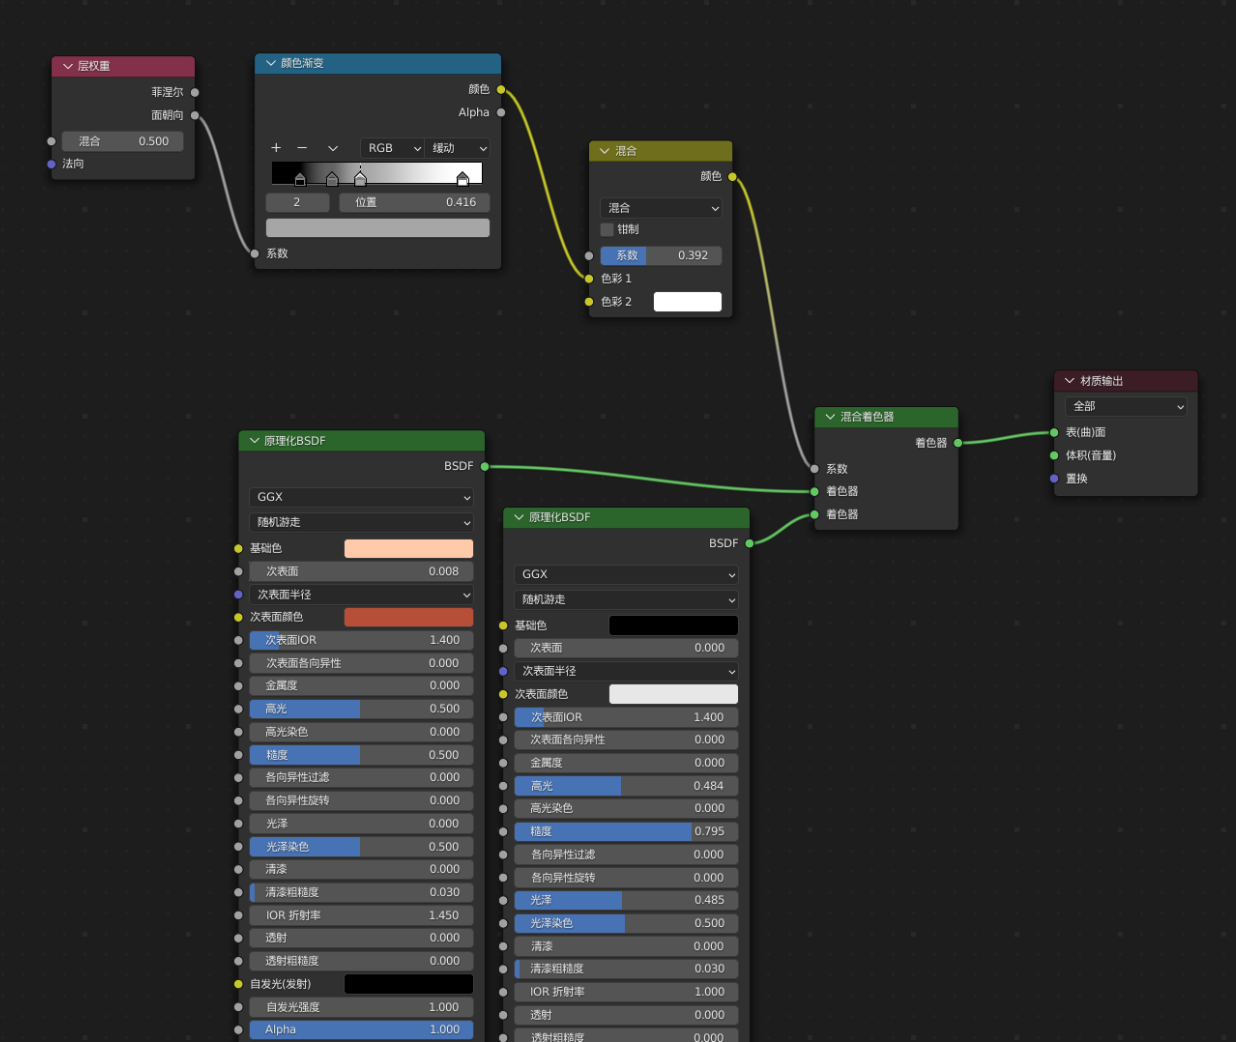 层权重
菲涅尔
面朝向
混合 0.500
法向
颜色渐变
颜色
Alpha
RGB 缓动
2 位置 0.416
系数
混合
颜色
混合
钳制
系数 0.392
色彩 1
色彩 2
材质输出
全部
表(曲)面
体积(音量)
置换
混合着色器
着色器
系数
着色器
着色器
原理化BSDF
BSDF
GGX
随机游走
基础色
次表面 0.008
次表面半径
次表面颜色
次表面IOR 1.400
次表面各向异性 0.000
金属度 0.000
高光 0.500
高光染色 0.000
糙度 0.500
各向异性过滤 0.000
各向异性旋转 0.000
光泽 0.000
光泽染色 0.500
清漆 0.000
清漆粗糙度 0.030
IOR 折射率 1.450
透射 0.000
透射粗糙度 0.000
自发光(发射)
自发光强度 1.000
Alpha 1.000
原理化BSDF
BSDF
GGX
随机游走
基础色
次表面 0.000
次表面半径
次表面颜色
次表面IOR 1.400
次表面各向异性 0.000
金属度 0.000
高光 0.484
高光染色 0.000
糙度 0.795
各向异性过滤 0.000
各向异性旋转 0.000
光泽 0.485
光泽染色 0.500
清漆 0.000
清漆粗糙度 0.030
IOR 折射率 1.000
透射 0.000
透射粗糙度 0.000